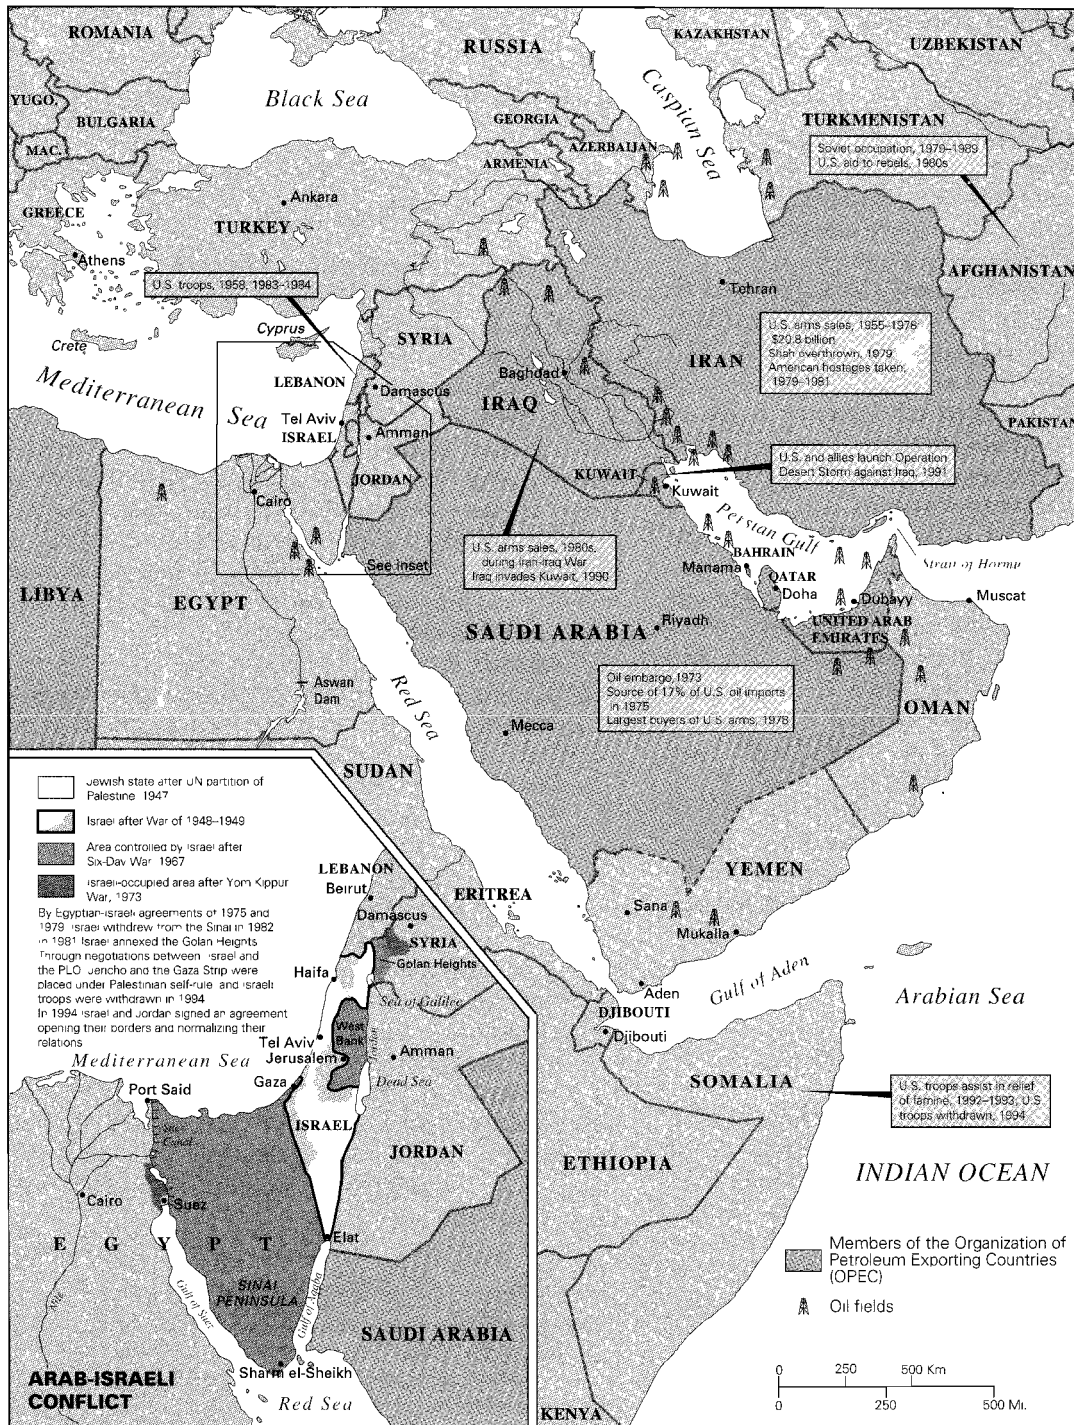 ROMANIA
RUSSIA
KAZAKHSTAN
UZBEKISTAN
Caspian Sea
YUGO.
BULGARIA
Black Sea
GEORGIA
TURKMENISTAN
MAC.
AZERBAIJAN
ARMENIA
Soviet occupation, 1979–1989
U.S. aid to rebels, 1980s
GREECE
Ankara
TURKEY
Athens
AFGHANISTAN
U.S. troops, 1958, 1983–1984
Tehran
Cyprus
Crete
SYRIA
IRAN
U.S. arms sales, 1955–1978
$20.8 billion
Shah overthrown, 1979
American hostages taken,
1979–1981
LEBANON
Damascus
Baghdad
IRAQ
Mediterranean Sea
Tel Aviv
ISRAEL
Amman
PAKISTAN
JORDAN
KUWAIT
Kuwait
U.S. and allies launch Operation
Desert Storm against Iraq, 1991
Cairo
Persian Gulf
U.S. arms sales, 1980s,
during Iran-Iraq War
Iraq invades Kuwait, 1990
BAHRAIN
Manama
Strait of Hormu
See Inset
QATAR
Doha
Dubayy
Muscat
LIBYA
EGYPT
UNITED ARAB
EMIRATES
SAUDI ARABIA
Riyadh
Oil embargo, 1973
Source of 17% of U.S. oil imports
in 1975
Largest buyers of U.S. arms, 1978
Aswan
Dam
Red Sea
Mecca
OMAN
SUDAN
YEMEN
ERITREA
Sana
Mukalla
Aden
Gulf of Aden
Arabian Sea
DJIBOUTI
Djibouti
SOMALIA
U.S. troops assist in relief
of famine, 1992–1993; U.S.
troops withdrawn, 1994
ETHIOPIA
INDIAN OCEAN
KENYA
Members of the Organization of
Petroleum Exporting Countries
(OPEC)
Oil fields
0 250 500 Km
0 250 500 Mi.
Jewish state after UN partition of
Palestine 1947
Israel after War of 1948–1949
Area controlled by Israel after
Six-Day War 1967
Israeli-occupied area after Yom Kippur
War, 1973
By Egyptian-Israeli agreements of 1975 and
1979 Israel withdrew from the Sinai in 1982
in 1981 Israel annexed the Golan Heights
Through negotiations between Israel and
the PLO Jericho and the Gaza Strip were
placed under Palestinian self-rule and Israeli
troops were withdrawn in 1994
In 1994 Israel and Jordan signed an agreement
opening their borders and normalizing their
relations
LEBANON
Beirut
Damascus
SYRIA
Golan Heights
Haifa
Sea of Galilee
West
Bank
Jordan
Tel Aviv
Jerusalem
Amman
Mediterranean Sea
Gaza
Dead Sea
Port Said
Suez
Canal
ISRAEL
JORDAN
Cairo
Suez
EGYPT
Elat
Nile
SINAI
PENINSULA
Gulf of Suez
Gulf of Aqaba
SAUDI ARABIA
Sharm el-Sheikh
Red Sea
ARAB-ISRAELI
CONFLICT